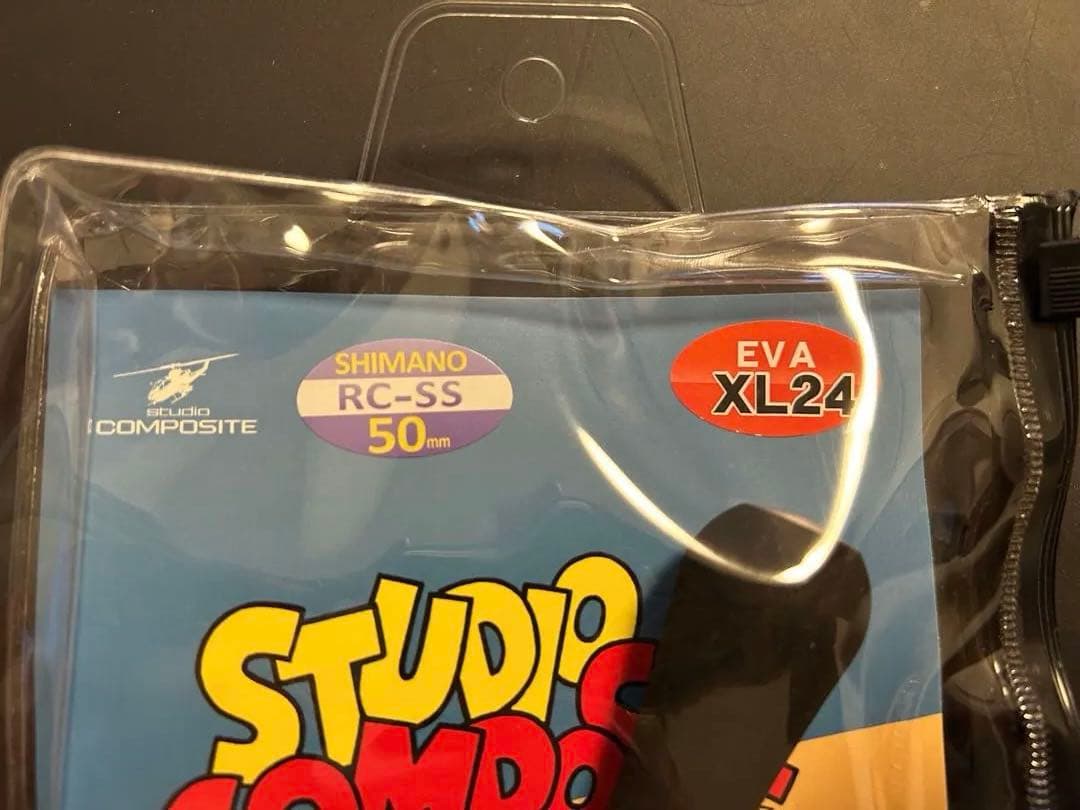 studio
COMPOSITE
SHIMANO
RC-SS
50mm
EVA
XL24
STUDIO